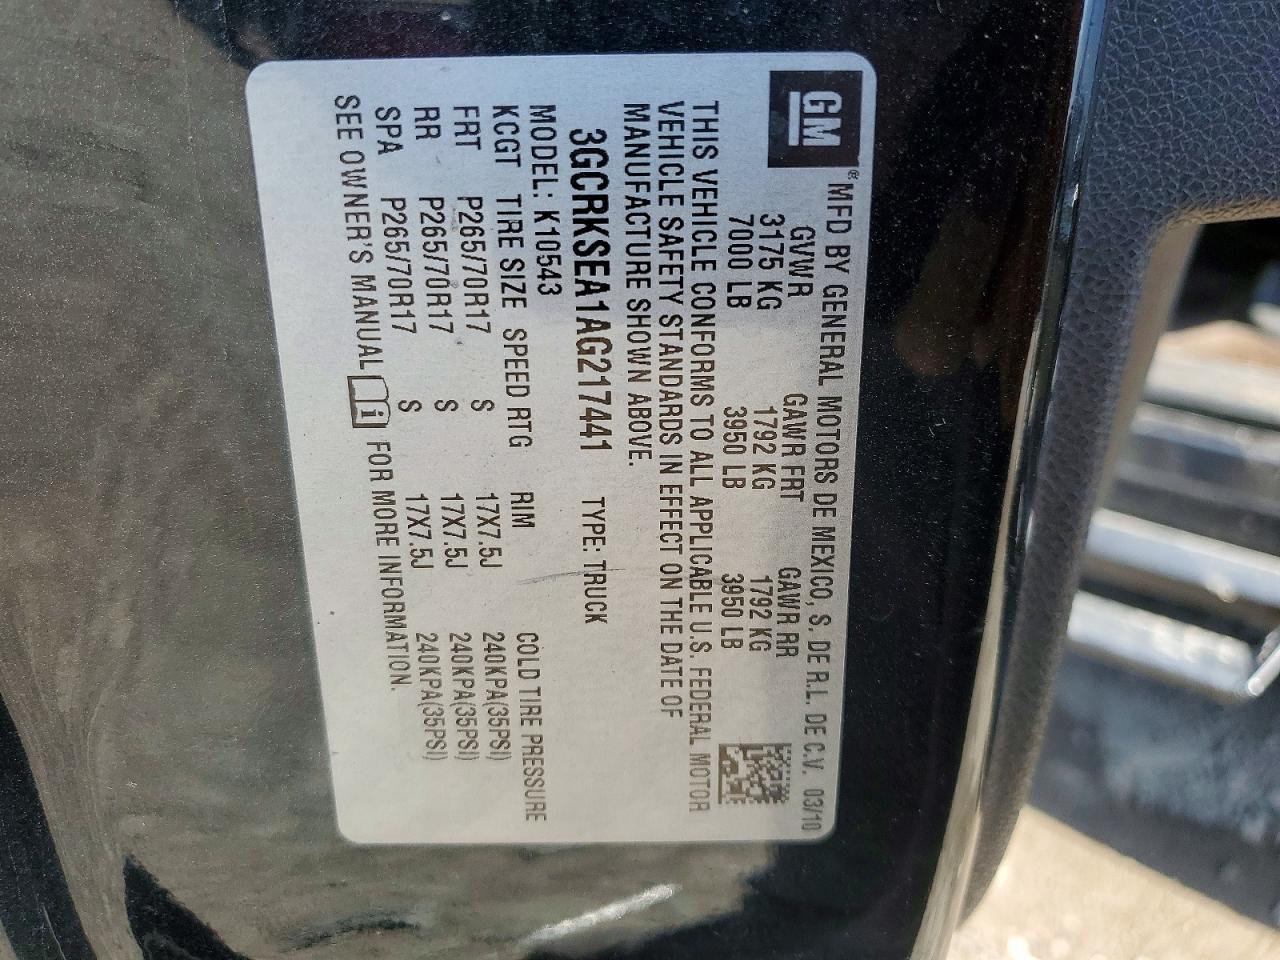 GM
® MFD BY GENERAL MOTORS DE MEXICO, S. DE R.L. DE C.V. 03/10
GVWR GAWR FRT GAWR RR
3175 KG 1792 KG 1792 KG
7000 LB 3950 LB 3950 LB
THIS VEHICLE CONFORMS TO ALL APPLICABLE U.S. FEDERAL MOTOR
VEHICLE SAFETY STANDARDS IN EFFECT ON THE DATE OF
MANUFACTURE SHOWN ABOVE.
3GCRKSEA1AG217441 TYPE: TRUCK
MODEL: K10543
KCGT TIRE SIZE SPEED RTG RIM COLD TIRE PRESSURE
FRT P265/70R17 S 17X7.5J 240KPA(35PSI)
RR P265/70R17 S 17X7.5J 240KPA(35PSI)
SPA P265/70R17 S 17X7.5J 240KPA(35PSI)
SEE OWNER'S MANUAL i FOR MORE INFORMATION.